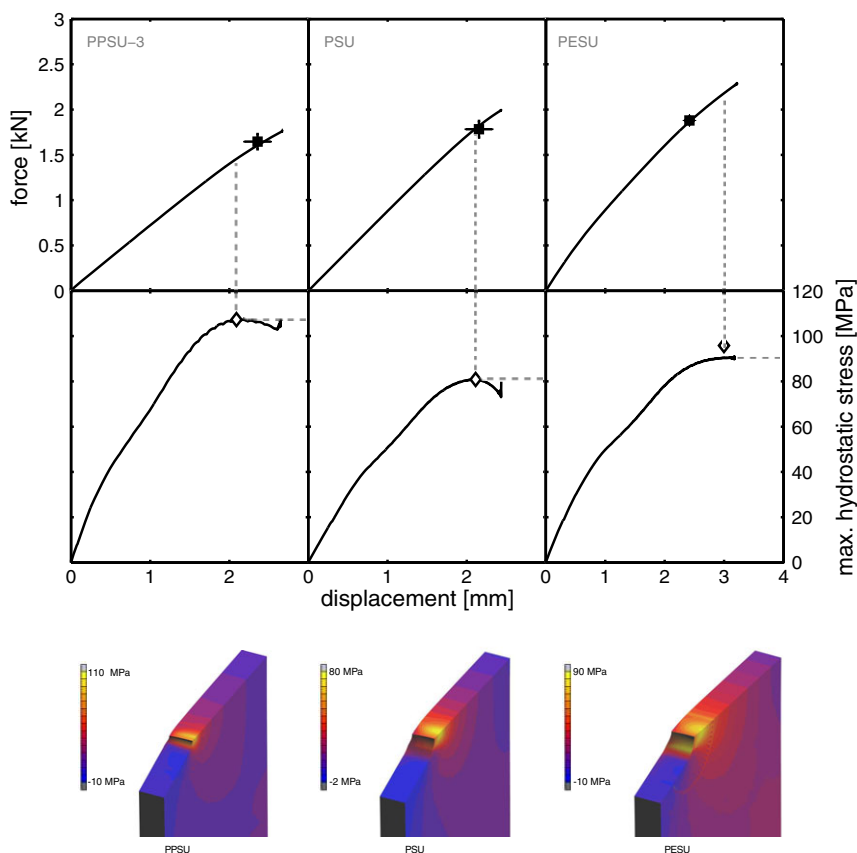 PPSU−3
PSU
PESU
3
2.5
2
1.5
1
0.5
0
force [kN]
120
100
80
60
40
20
0
max. hydrostatic stress [MPa]
0 1 2 0 1 2 0 1 2 3 4
displacement [mm]
110 MPa
-10 MPa
PPSU
80 MPa
-2 MPa
PSU
90 MPa
-10 MPa
PESU